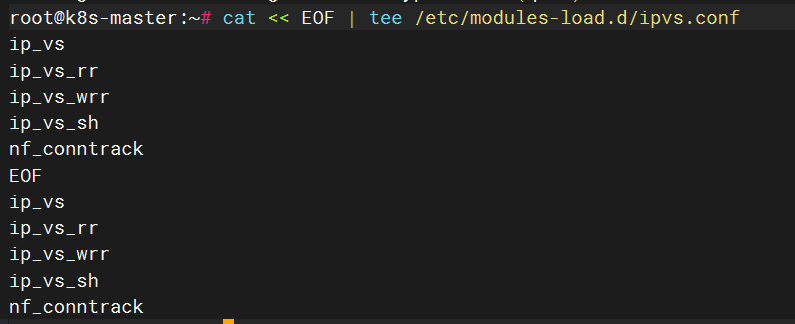 root@k8s-master:~# cat << EOF | tee /etc/modules-load.d/ipvs.conf
ip_vs
ip_vs_rr
ip_vs_wrr
ip_vs_sh
nf_conntrack
EOF
ip_vs
ip_vs_rr
ip_vs_wrr
ip_vs_sh
nf_conntrack